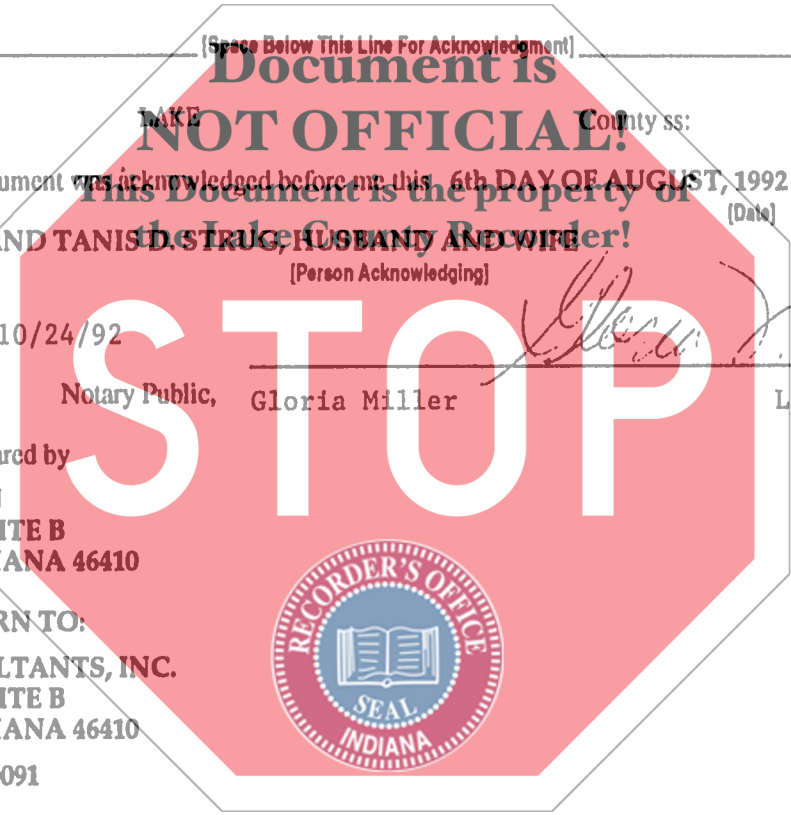 [Space Below This Line For Acknowledgment]
Document is
NOT OFFICIAL!
LAKE County ss:
ument was acknowledged before me this 6th DAY OF AUGUST, 1992
This Document is the property of
[Date]
AND TANIS D. STRUG, HUSBAND AND WIFE
the Lake County Recorder!
[Person Acknowledging]
10/24/92
STOP
Notary Public, Gloria Miller L
ared by
ITE B
IANA 46410
RECORDER'S OFFICE
SEAL
INDIANA
RN TO:
LTANTS, INC.
ITE B
IANA 46410
091